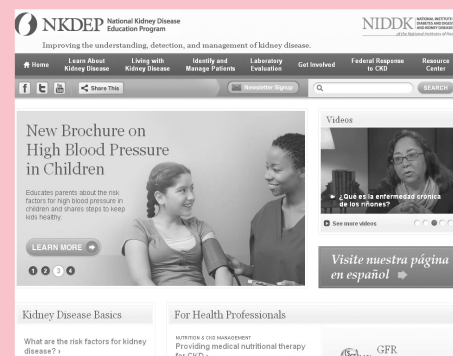 NKDEP National Kidney Disease
Education Program
NIDDK
Improving the understanding, detection, and management of kidney disease.
Home
Learn About
Kidney Disease
Living with
Kidney Disease
Identify and
Manage Patients
Laboratory
Evaluation
Get Involved
Federal Response
to CKD
Resource
Center
Share This
Newsletter Signup
SEARCH
New Brochure on
High Blood Pressure
in Children
Educates parents about the risk
factors for high blood pressure in
children and shares steps to keep
kids healthy.
LEARN MORE
1 2 3 4
Videos
¿Qué es la enfermedad crónica
de los riñones?
See more videos
Visite nuestra página
en español
Kidney Disease Basics
What are the risk factors for kidney
disease? ›
For Health Professionals
NUTRITION & CKD MANAGEMENT
Providing medical nutritional therapy
for CKD ›
GFR